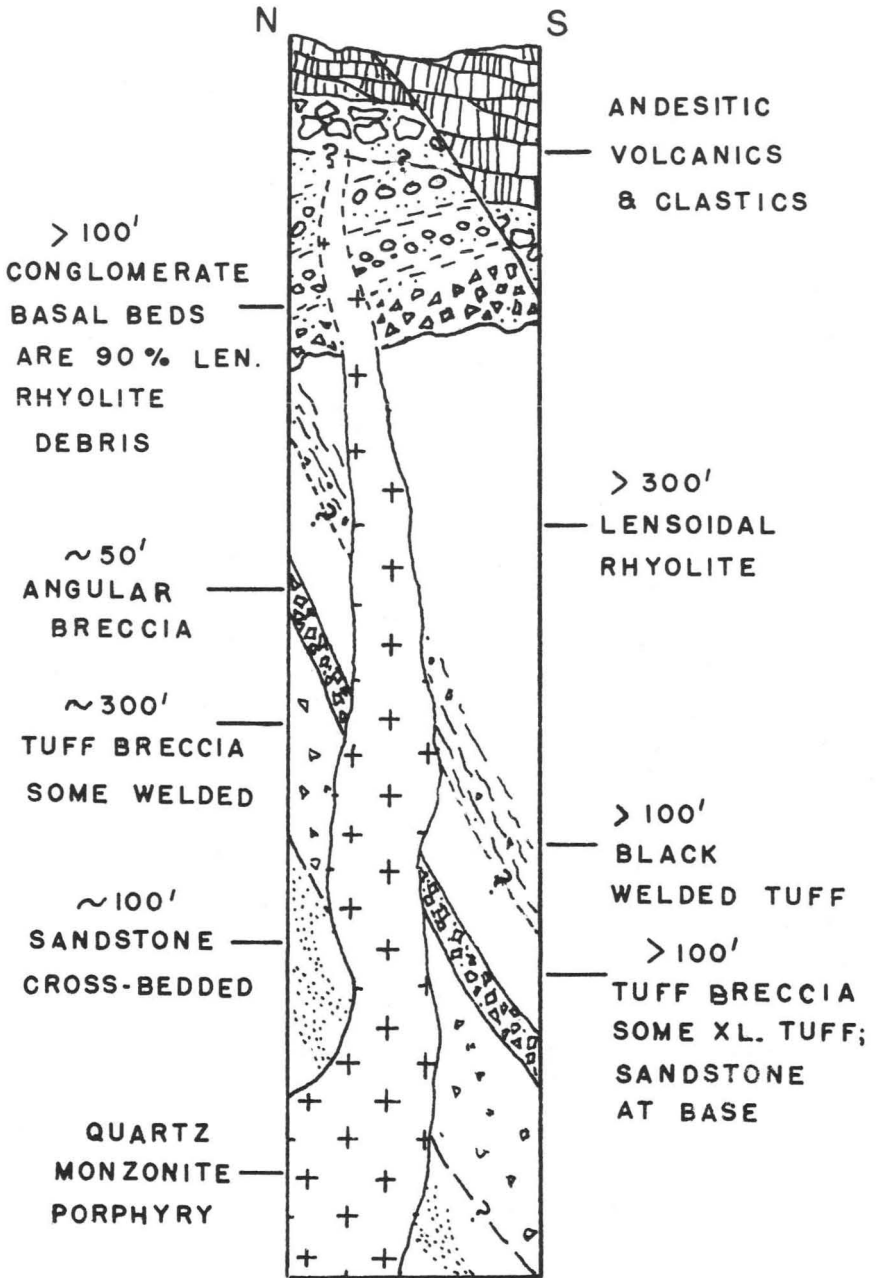 N
S
ANDESITIC
VOLCANICS
& CLASTICS
> 100'
CONGLOMERATE
BASAL BEDS
ARE 90% LEN.
RHYOLITE
DEBRIS
> 300'
LENSOIDAL
RHYOLITE
~50'
ANGULAR
BRECCIA
~300'
TUFF BRECCIA
SOME WELDED
> 100'
BLACK
WELDED TUFF
~100'
SANDSTONE
CROSS-BEDDED
> 100'
TUFF BRECCIA
SOME XL. TUFF;
SANDSTONE
AT BASE
QUARTZ
MONZONITE
PORPHYRY
? ?
?
?
?